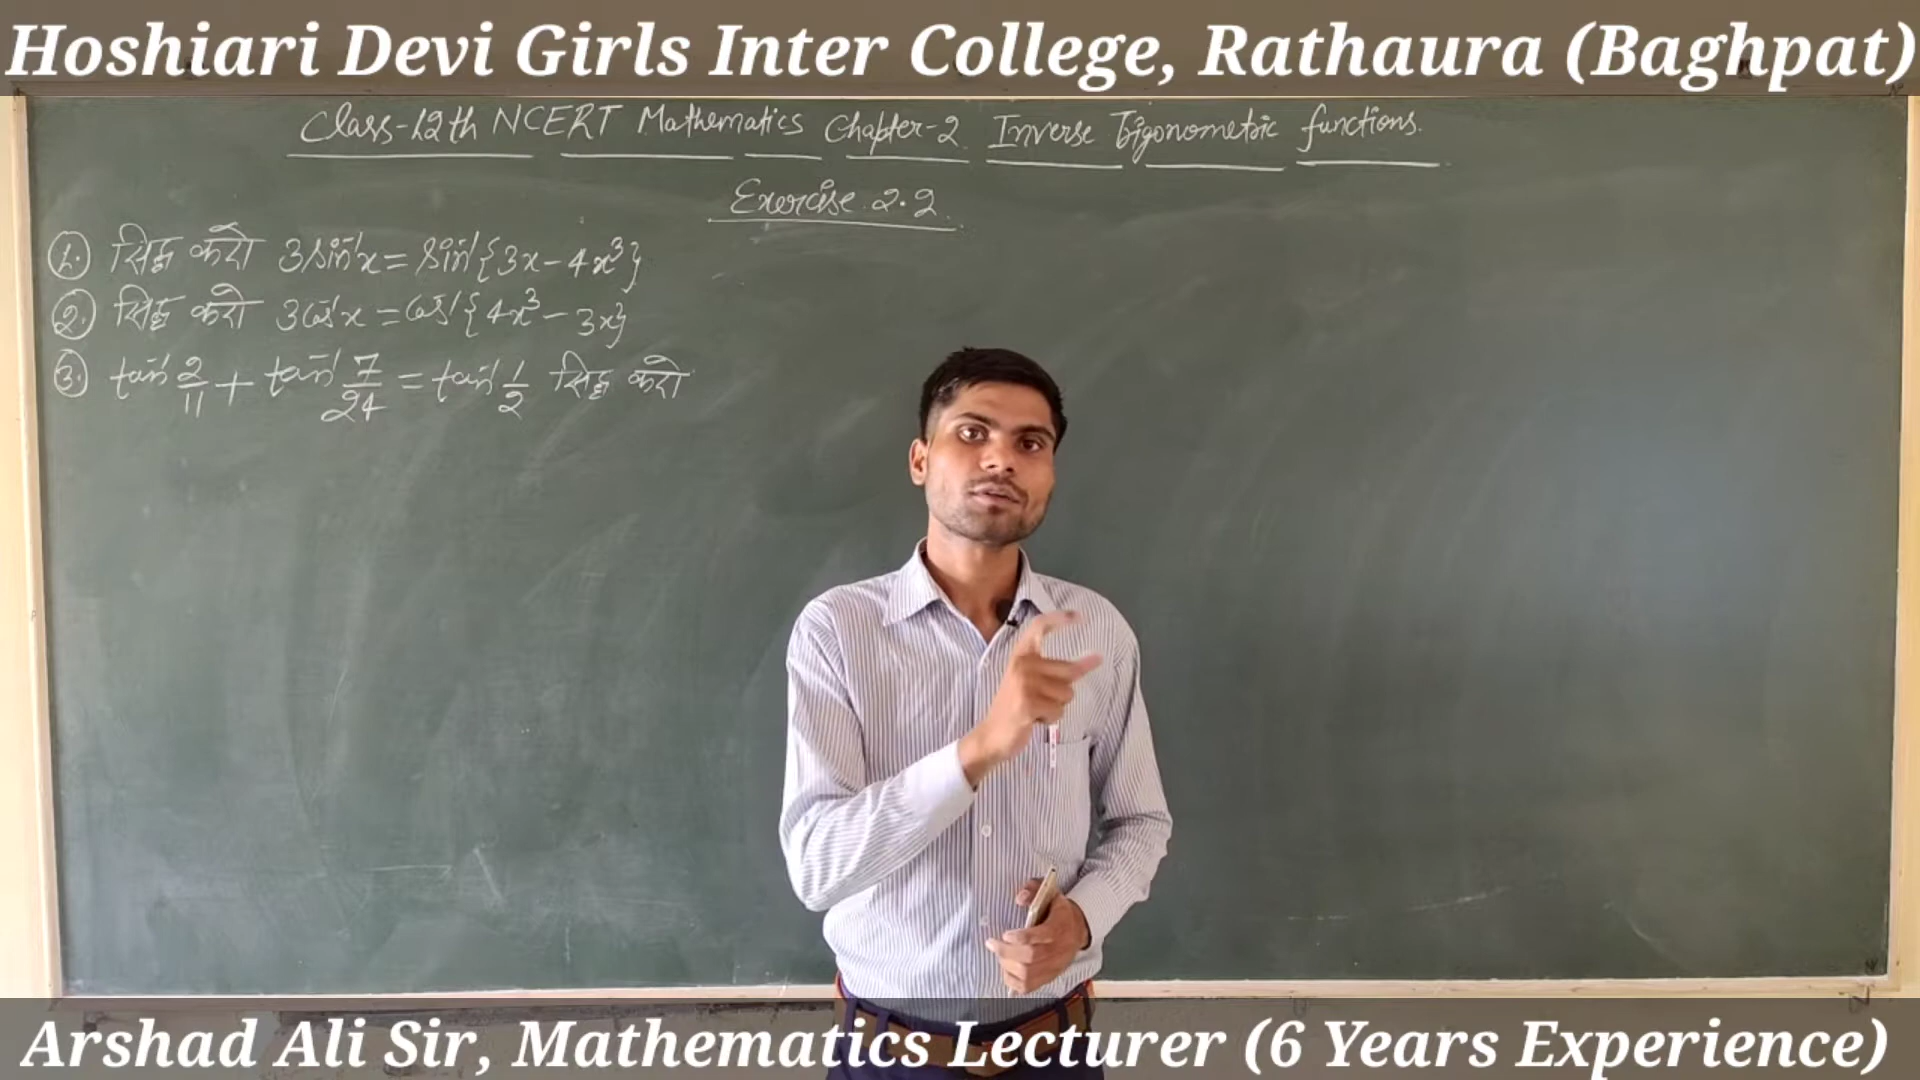 Hoshiari Devi Girls Inter College, Rathaura (Baghpat)
Class-12th NCERT Mathematics Chapter-2 Inverse Trigonometric functions.
Exercise 2.2
1. सिद्ध करो 3sin⁻¹x = sin⁻¹{3x - 4x³}
2. सिद्ध करो 3cos⁻¹x = cos⁻¹{4x³ - 3x}
3. tan⁻¹ 2/11 + tan⁻¹ 7/24 = tan⁻¹ 1/2 सिद्ध करो
Arshad Ali Sir, Mathematics Lecturer (6 Years Experience)